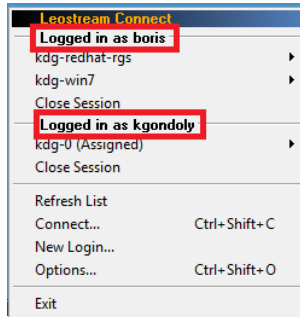 Leostream Connect
Logged in as boris
kdg-redhat-rgs
kdg-win7
Close Session
Logged in as kgondoly
kdg-0 (Assigned)
Close Session
Refresh List
Connect... Ctrl+Shift+C
New Login...
Options... Ctrl+Shift+O
Exit